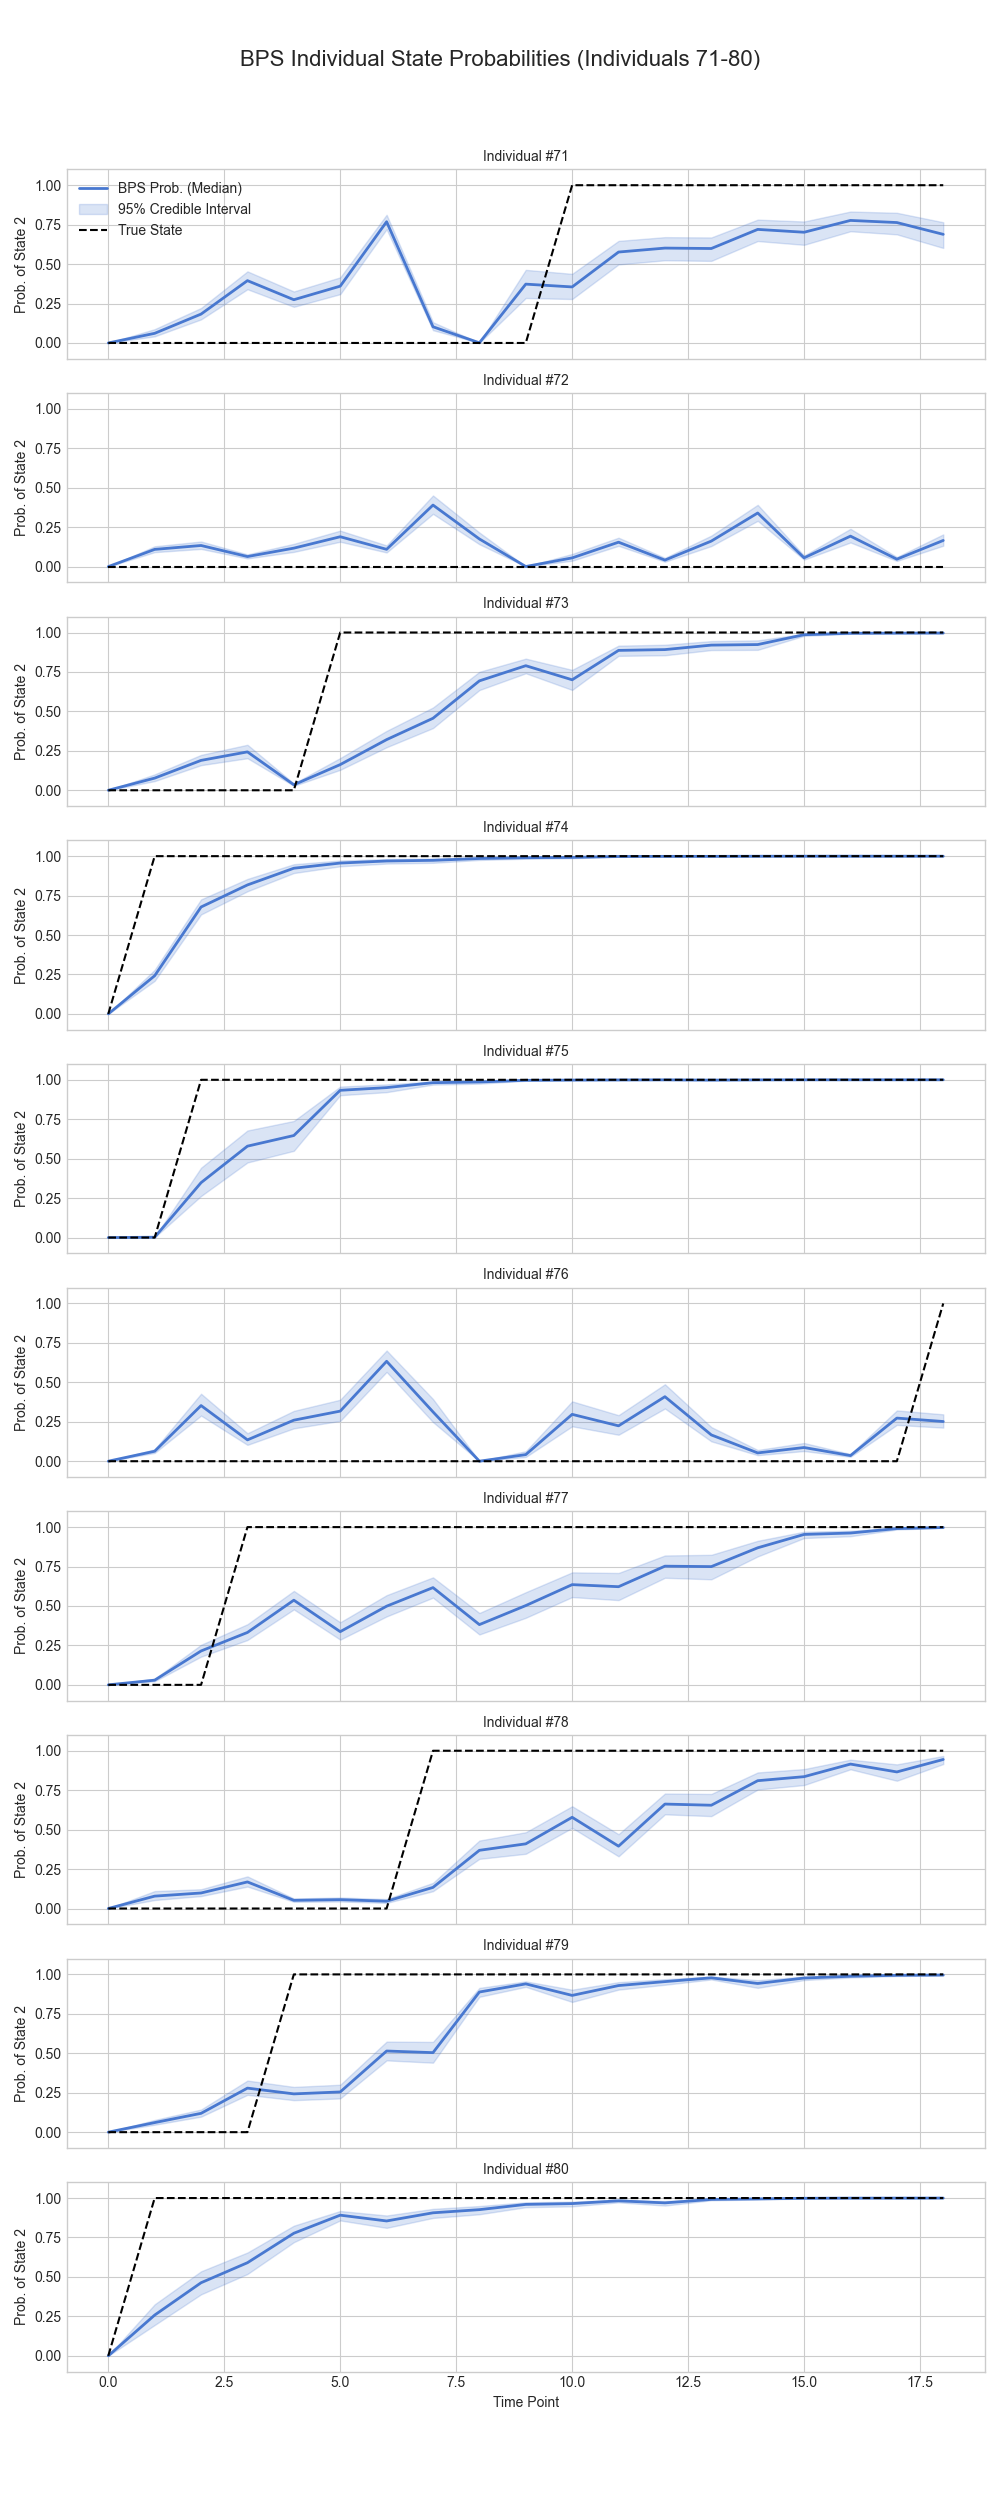 BPS Individual State Probabilities (Individuals 71-80)
Individual #71
1.00
0.75
0.50
0.25
0.00
Prob. of State 2
BPS Prob. (Median)
95% Credible Interval
True State
Individual #72
1.00
0.75
0.50
0.25
0.00
Prob. of State 2
Individual #73
1.00
0.75
0.50
0.25
0.00
Prob. of State 2
Individual #74
1.00
0.75
0.50
0.25
0.00
Prob. of State 2
Individual #75
1.00
0.75
0.50
0.25
0.00
Prob. of State 2
Individual #76
1.00
0.75
0.50
0.25
0.00
Prob. of State 2
Individual #77
1.00
0.75
0.50
0.25
0.00
Prob. of State 2
Individual #78
1.00
0.75
0.50
0.25
0.00
Prob. of State 2
Individual #79
1.00
0.75
0.50
0.25
0.00
Prob. of State 2
Individual #80
1.00
0.75
0.50
0.25
0.00
Prob. of State 2
0.0 2.5 5.0 7.5 10.0 12.5 15.0 17.5
Time Point